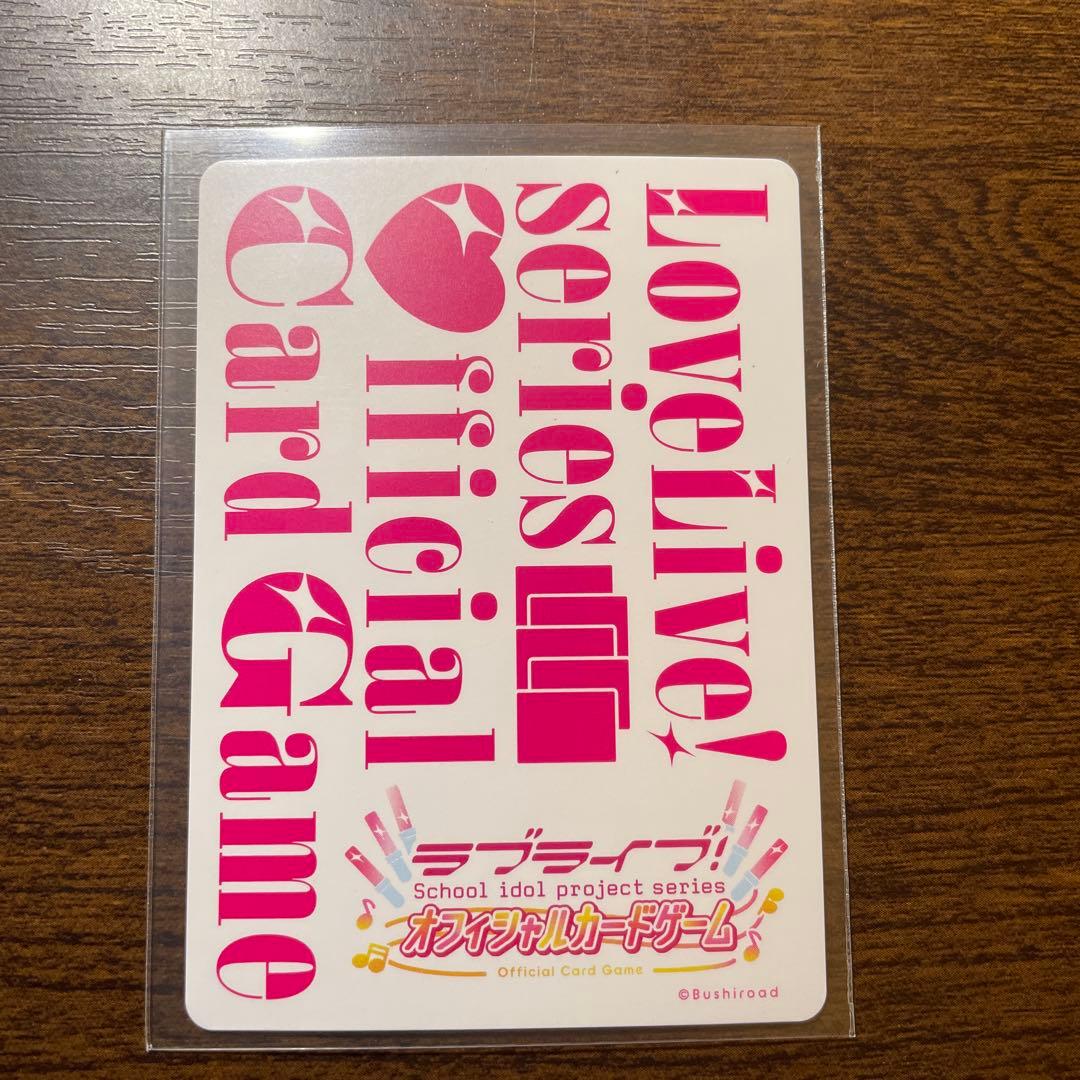 LoveLive!
series
♥fficial
Card Game
ラブライブ!
School idol project series
オフィシャルカードゲーム
Official Card Game
©Bushiroad